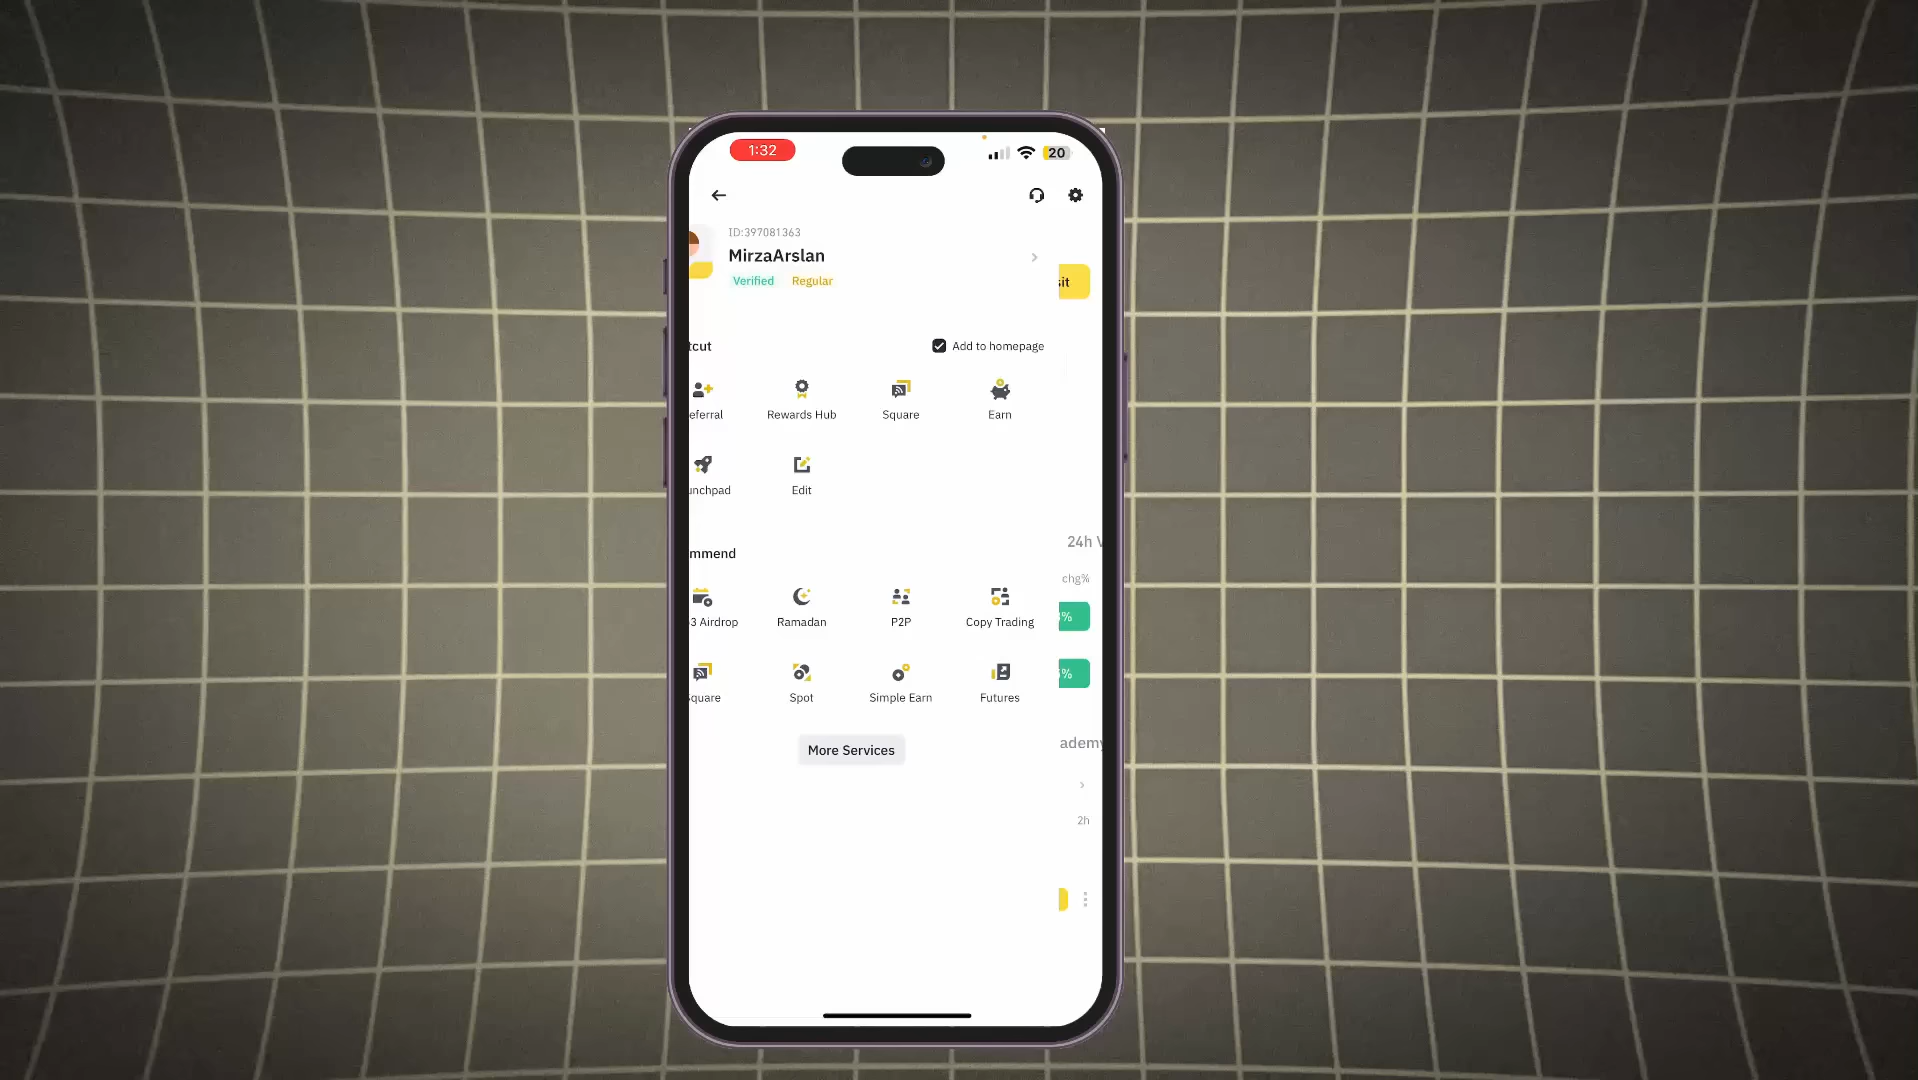 1:32
20
ID:397081363
MirzaArslan
Verified Regular
it
tcut
Add to homepage
eferral Rewards Hub Square Earn
unchpad Edit
24h
mmend
chg%
%
3 Airdrop Ramadan P2P Copy Trading
%
quare Spot Simple Earn Futures
ademy
More Services
2h